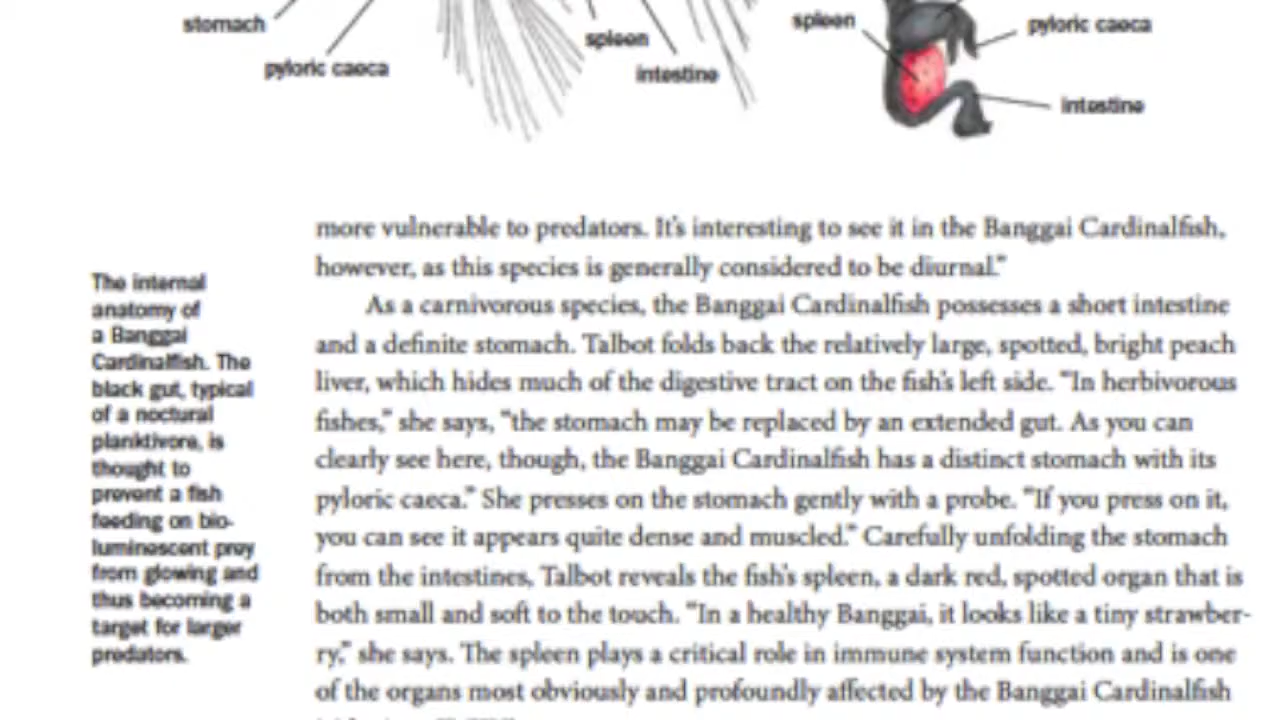 stomach
pyloric caeca
spleen
intestine
spleen
pyloric caeca
intestine
The internal
anatomy of
a Banggai
Cardinalfish. The
black gut, typical
of a noctural
planktivore, is
thought to
prevent a fish
feeding on bio-
luminescent prey
from glowing and
thus becoming a
target for larger
predators.
more vulnerable to predators. It's interesting to see it in the Banggai Cardinalfish,
however, as this species is generally considered to be diurnal."
As a carnivorous species, the Banggai Cardinalfish possesses a short intestine
and a definite stomach. Talbot folds back the relatively large, spotted, bright peach
liver, which hides much of the digestive tract on the fish's left side. "In herbivorous
fishes," she says, "the stomach may be replaced by an extended gut. As you can
clearly see here, though, the Banggai Cardinalfish has a distinct stomach with its
pyloric caeca." She presses on the stomach gently with a probe. "If you press on it,
you can see it appears quite dense and muscled." Carefully unfolding the stomach
from the intestines, Talbot reveals the fish's spleen, a dark red, spotted organ that is
both small and soft to the touch. "In a healthy Banggai, it looks like a tiny strawber-
ry," she says. The spleen plays a critical role in immune system function and is one
of the organs most obviously and profoundly affected by the Banggai Cardinalfish